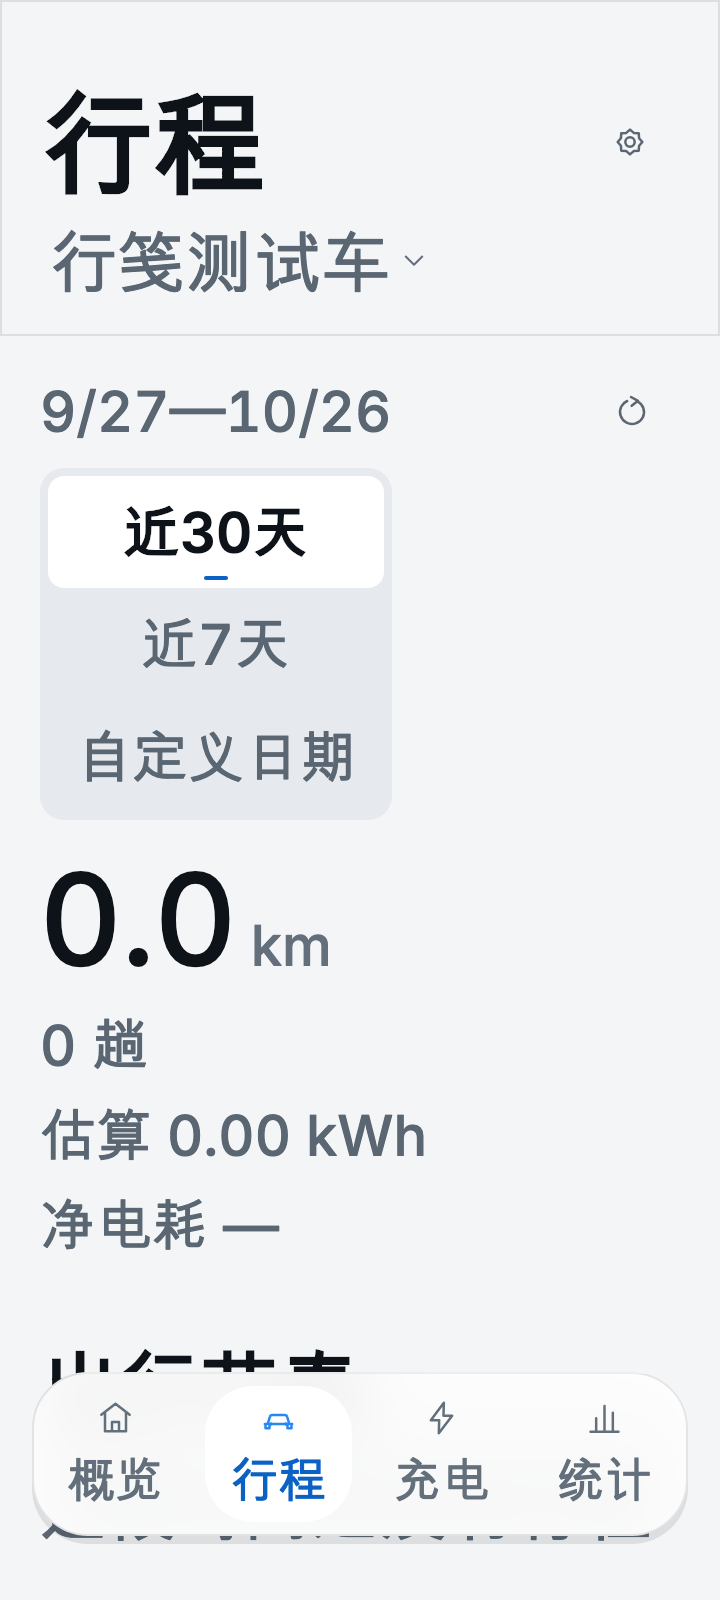 行程
行笺测试车
9/27—10/26
近30天
近7天
自定义日期
0.0 km
0 趟
估算 0.00 kWh
净电耗 —
概览
行程
充电
统计